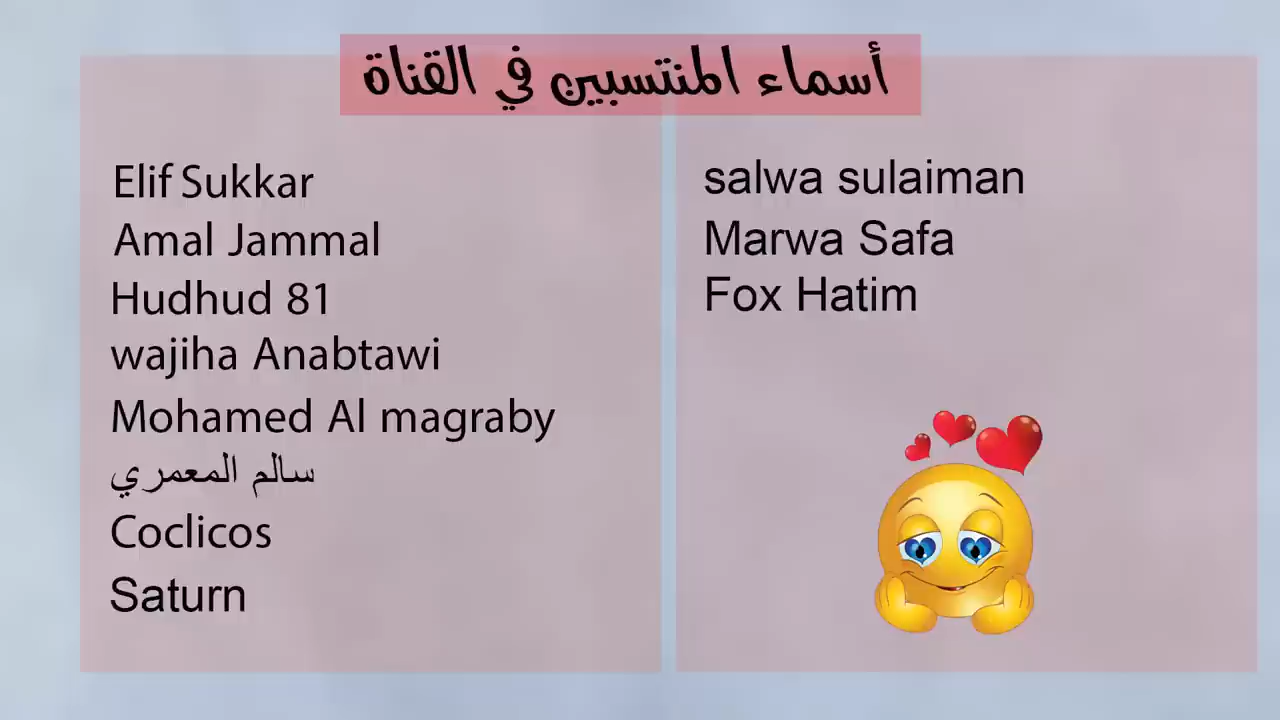 أسماء المنتسبين في القناة
Elif Sukkar
Amal Jammal
Hudhud 81
wajiha Anabtawi
Mohamed Al magraby
سالم المعمري
Coclicos
Saturn
salwa sulaiman
Marwa Safa
Fox Hatim